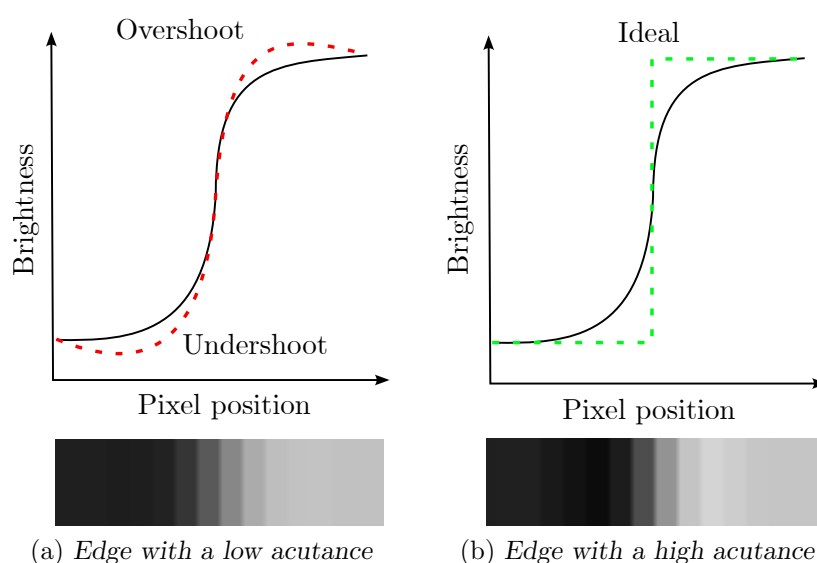 Overshoot
Brightness
Undershoot
Pixel position
(a) Edge with a low acutance
Ideal
Brightness
Pixel position
(b) Edge with a high acutance